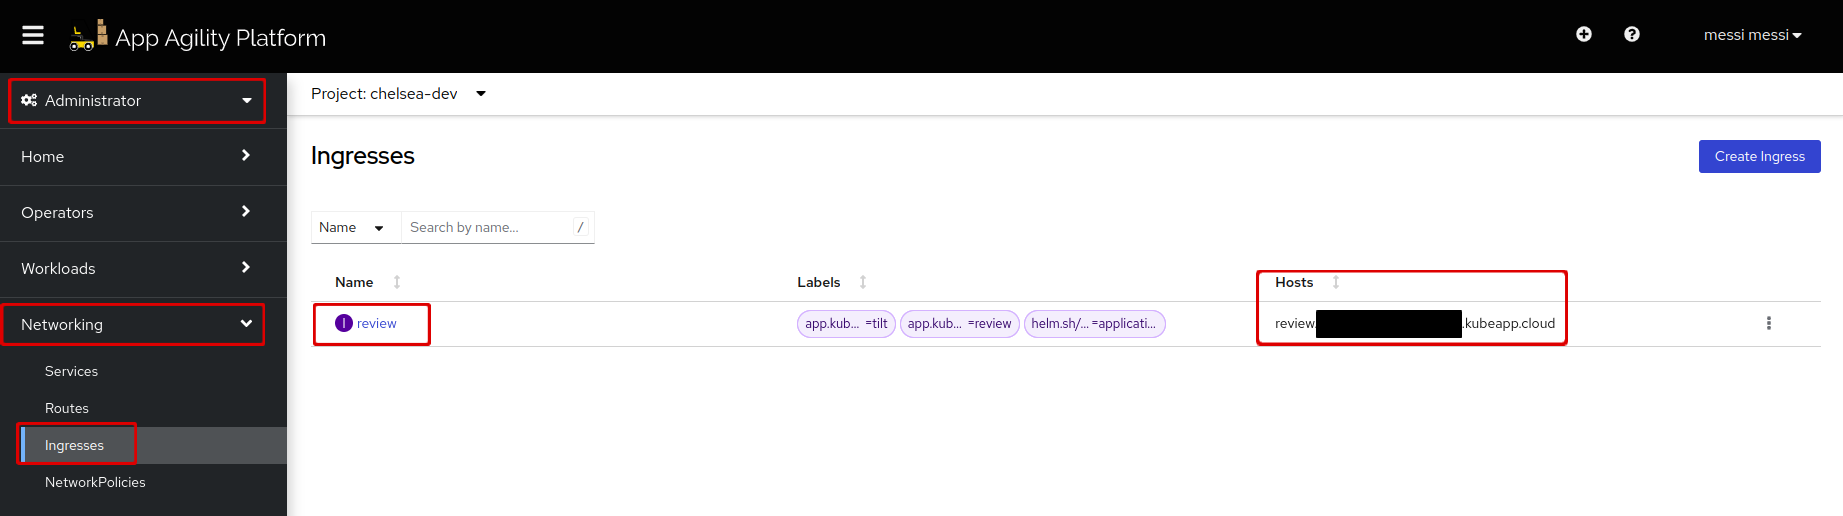 App Agility Platform
messi messi
Administrator
Home
Operators
Workloads
Networking
Services
Routes
Ingresses
NetworkPolicies
Project: chelsea-dev
Ingresses
Create Ingress
Name
Search by name...
/
Name Labels Hosts
I review app.kub... =tilt app.kub... =review helm.sh/... =applicati... review. .kubeapp.cloud